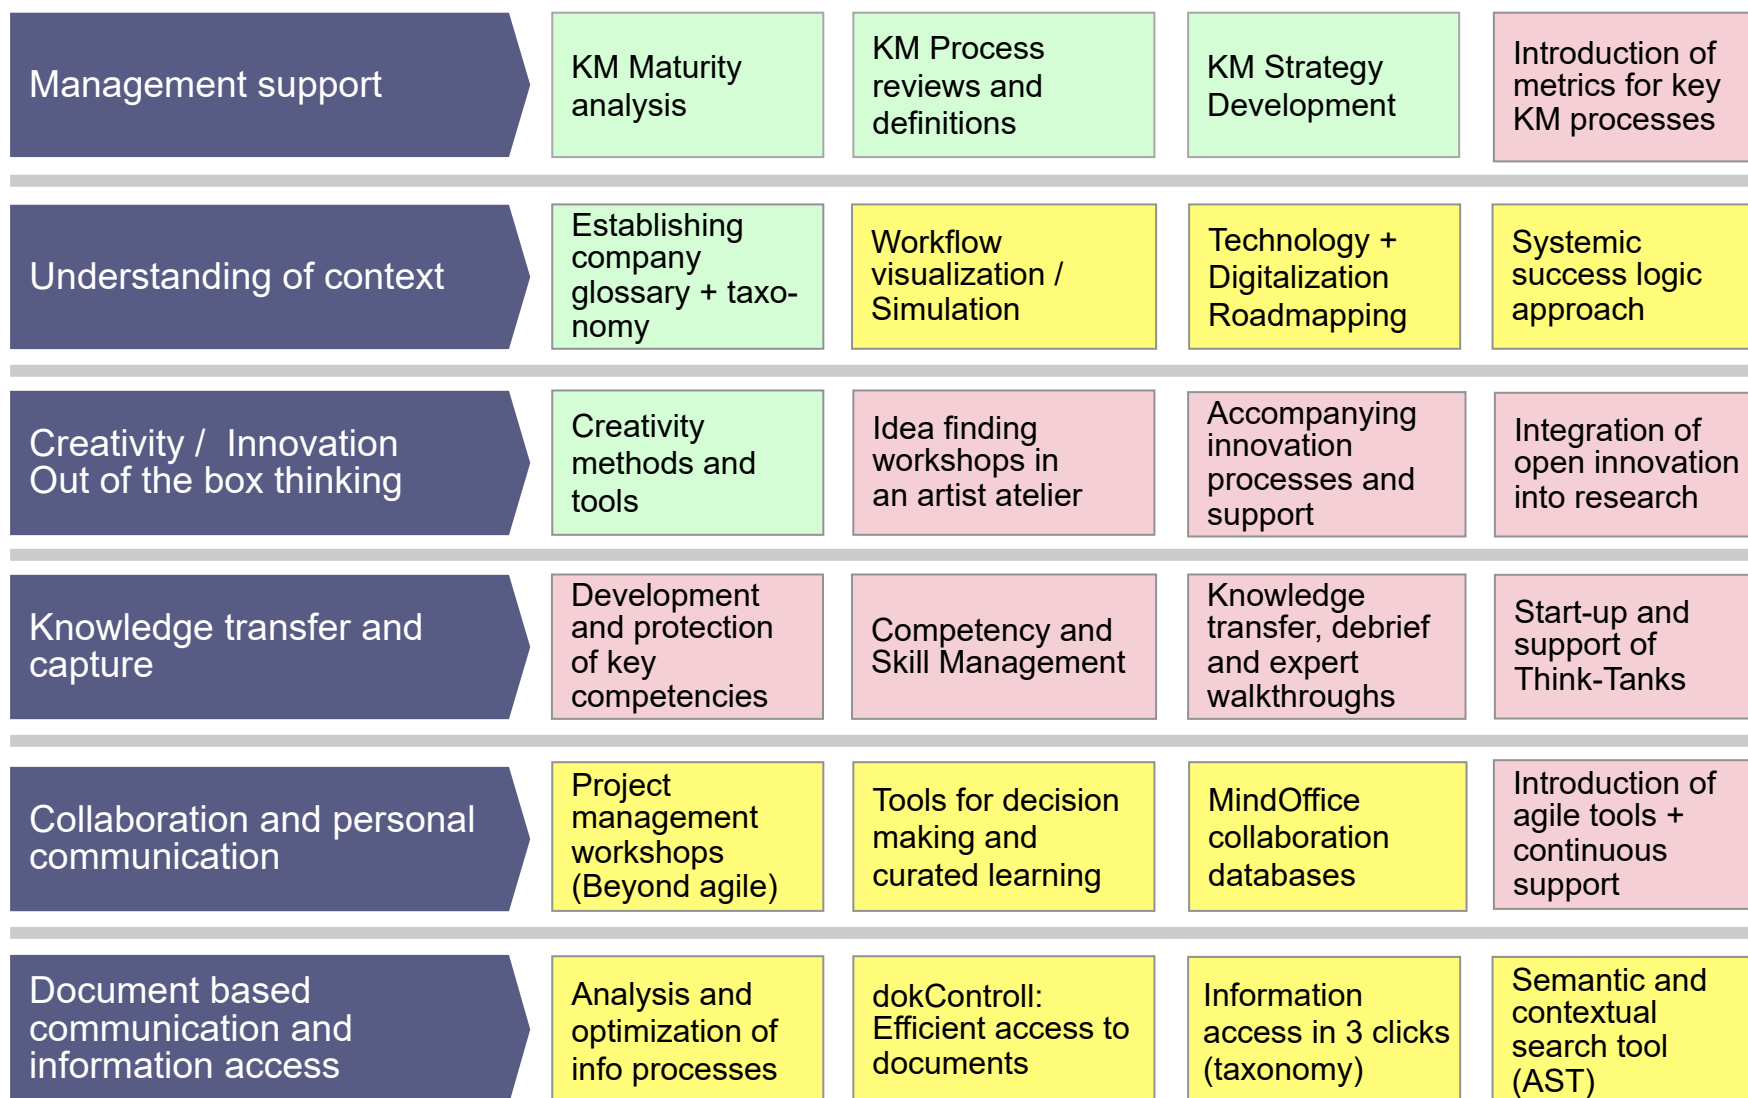 Management support
KM Maturity
analysis
KM Process
reviews and
definitions
KM Strategy
Development
Introduction of
metrics for key
KM processes
Understanding of context
Establishing
company
glossary + taxo-
nomy
Workflow
visualization /
Simulation
Technology +
Digitalization
Roadmapping
Systemic
success logic
approach
Creativity /  Innovation
Out of the box thinking
Creativity
methods and
tools
Idea finding
workshops in
an artist atelier
Accompanying
innovation
processes and
support
Integration of
open innovation
into research
Knowledge transfer and
capture
Development
and protection
of key
competencies
Competency and
Skill Management
Knowledge
transfer, debrief
and expert
walkthroughs
Start-up and
support of
Think-Tanks
Collaboration and personal
communication
Project
management
workshops
(Beyond agile)
Tools for decision
making and
curated learning
MindOffice
collaboration
databases
Introduction of
agile tools +
continuous
support
Document based
communication and
information access
Analysis and
optimization of
info processes
dokControll:
Efficient access to
documents
Information
access in 3 clicks
(taxonomy)
Semantic and
contextual
search tool
(AST)